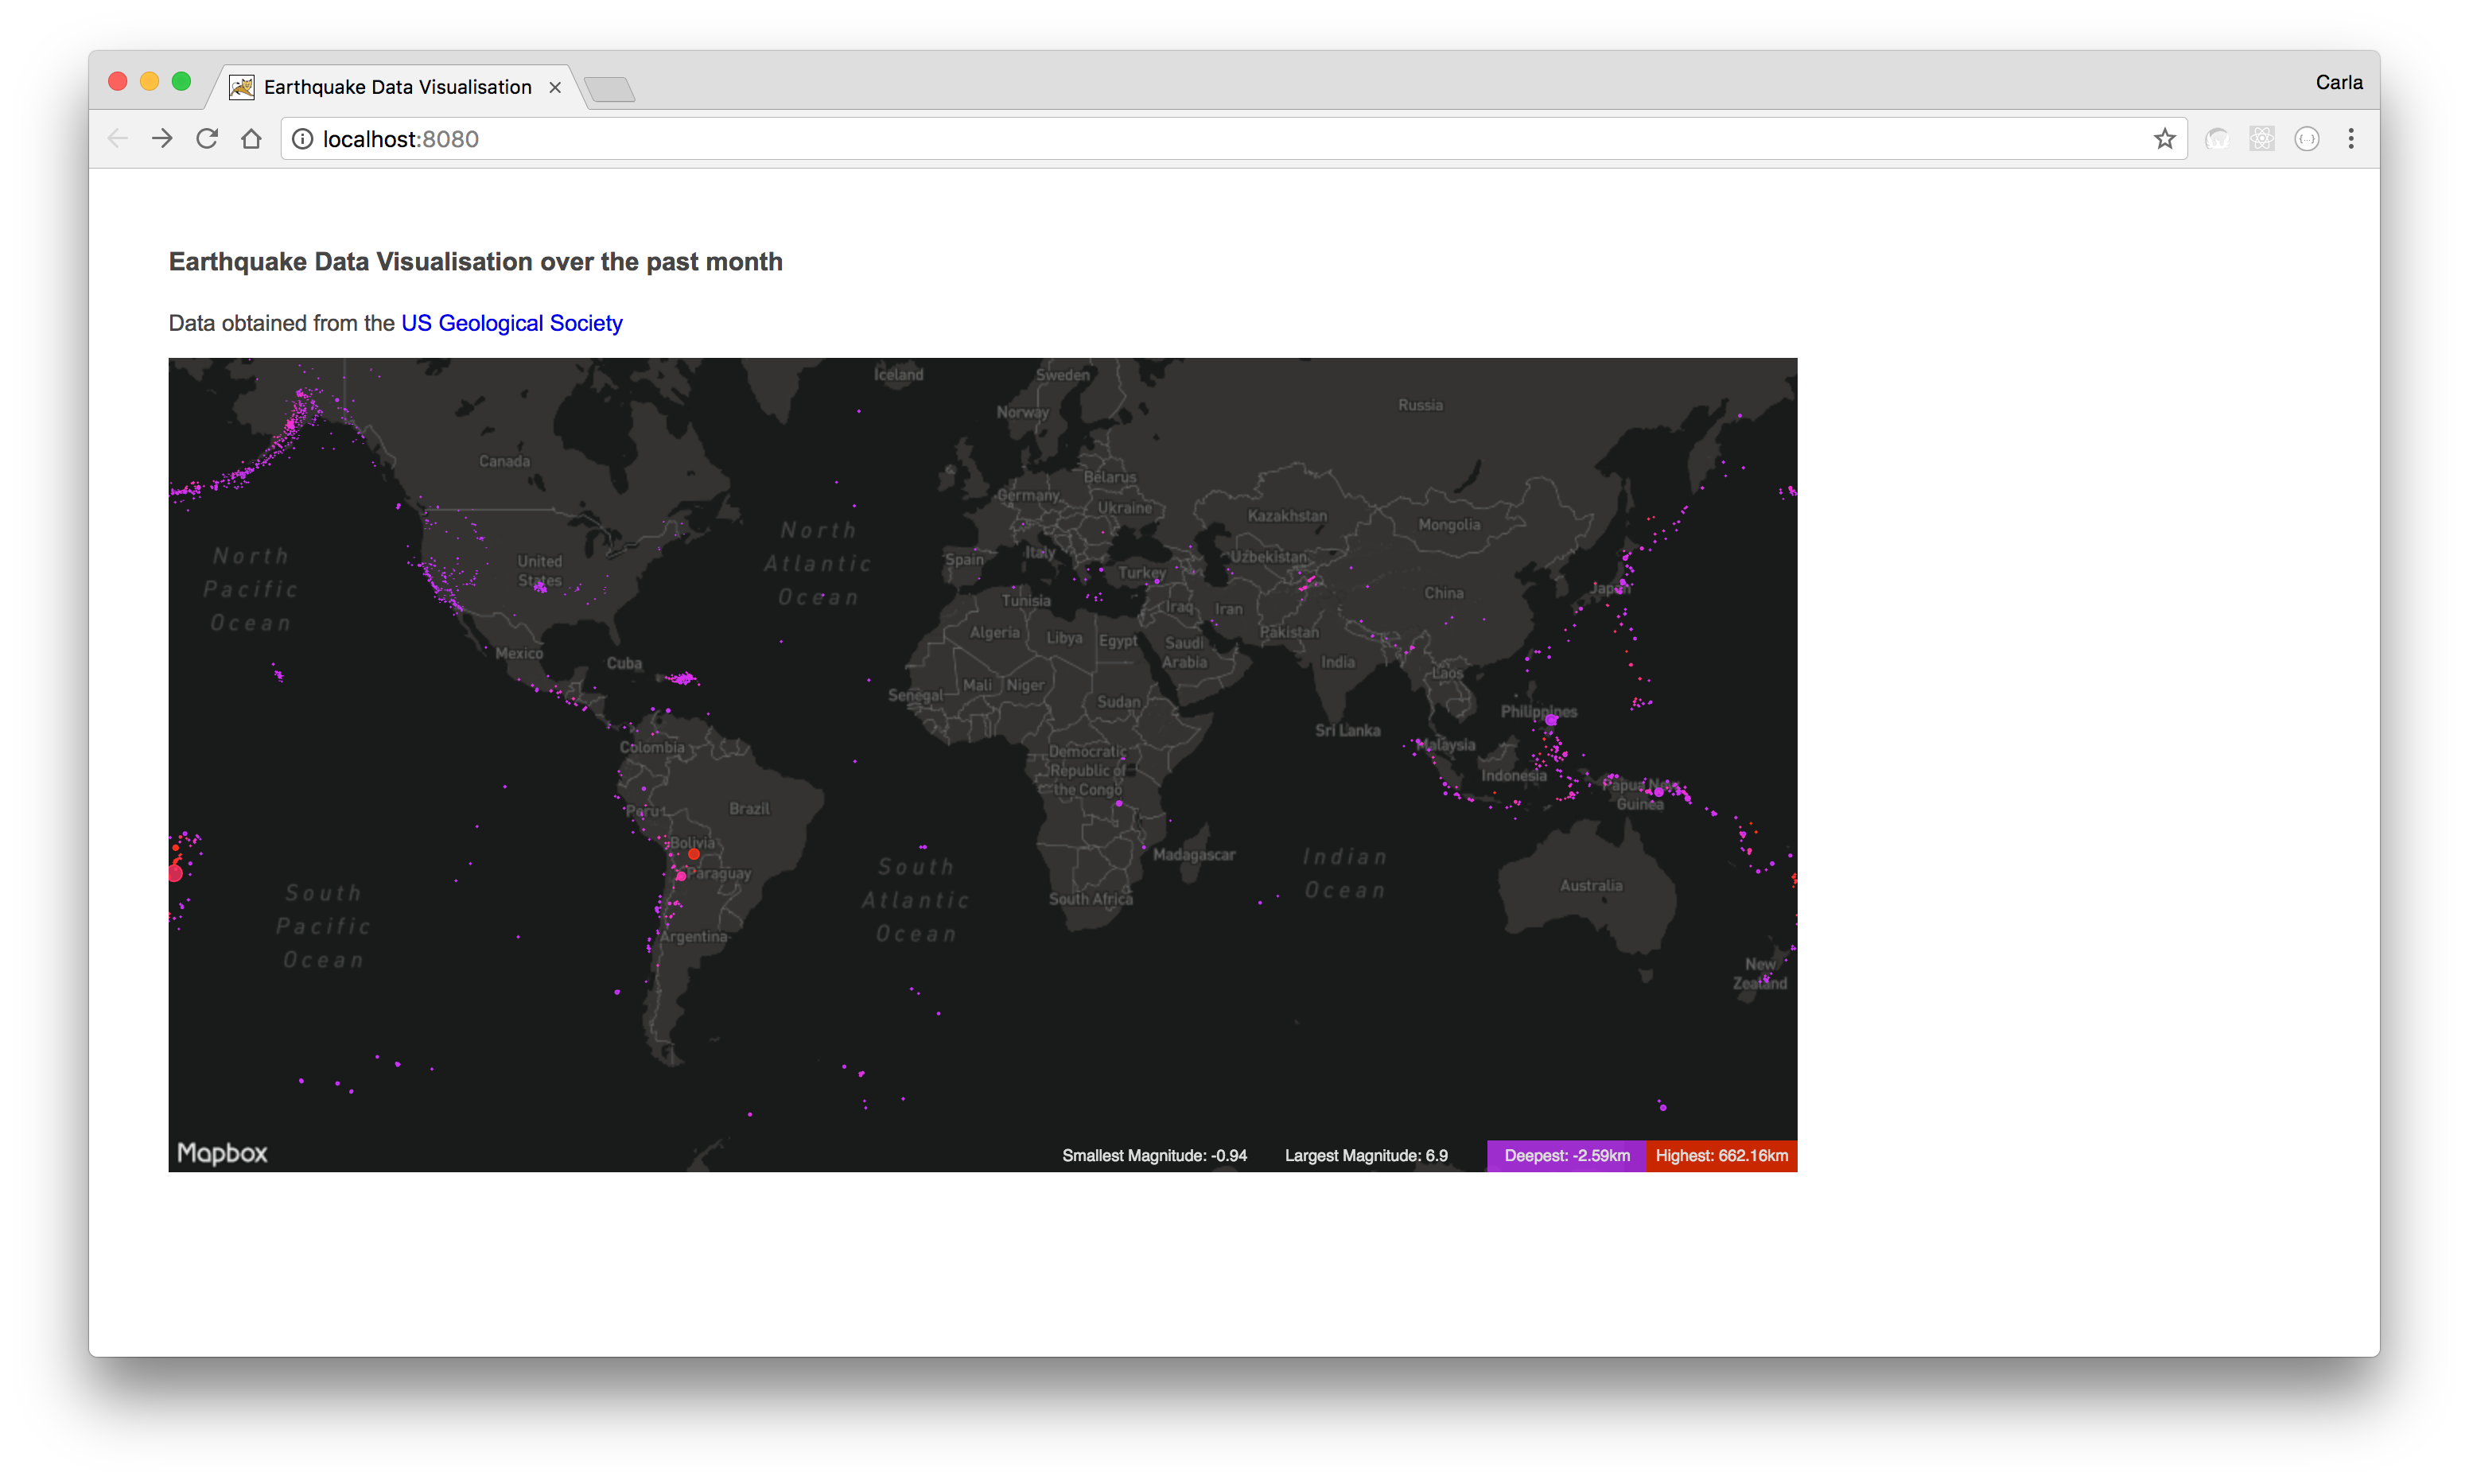 Earthquake Data Visualisation
Carla
localhost:8080
Earthquake Data Visualisation over the past month
Data obtained from the US Geological Society
Iceland
Sweden
Norway
Russia
Canada
Belarus
Germany
Ukraine
Kazakhstan
Mongolia
North
Pacific
Ocean
North
Atlantic
Ocean
United
States
Spain
Italy
Turkey
Uzbekistan
China
Japan
Tunisia
Iraq
Iran
Algeria
Libya
Egypt
Saudi
Arabia
Pakistan
India
Laos
Mexico
Cuba
Senegal
Mali
Niger
Sudan
Philippines
Sri Lanka
Malaysia
Indonesia
Colombia
Democratic
Republic of
the Congo
Papua New
Guinea
Peru
Brazil
Bolivia
Paraguay
Argentina
South
Pacific
Ocean
South
Atlantic
Ocean
South Africa
Madagascar
Indian
Ocean
Australia
New
Zealand
Mapbox
Smallest Magnitude: -0.94
Largest Magnitude: 6.9
Deepest: -2.59km
Highest: 662.16km